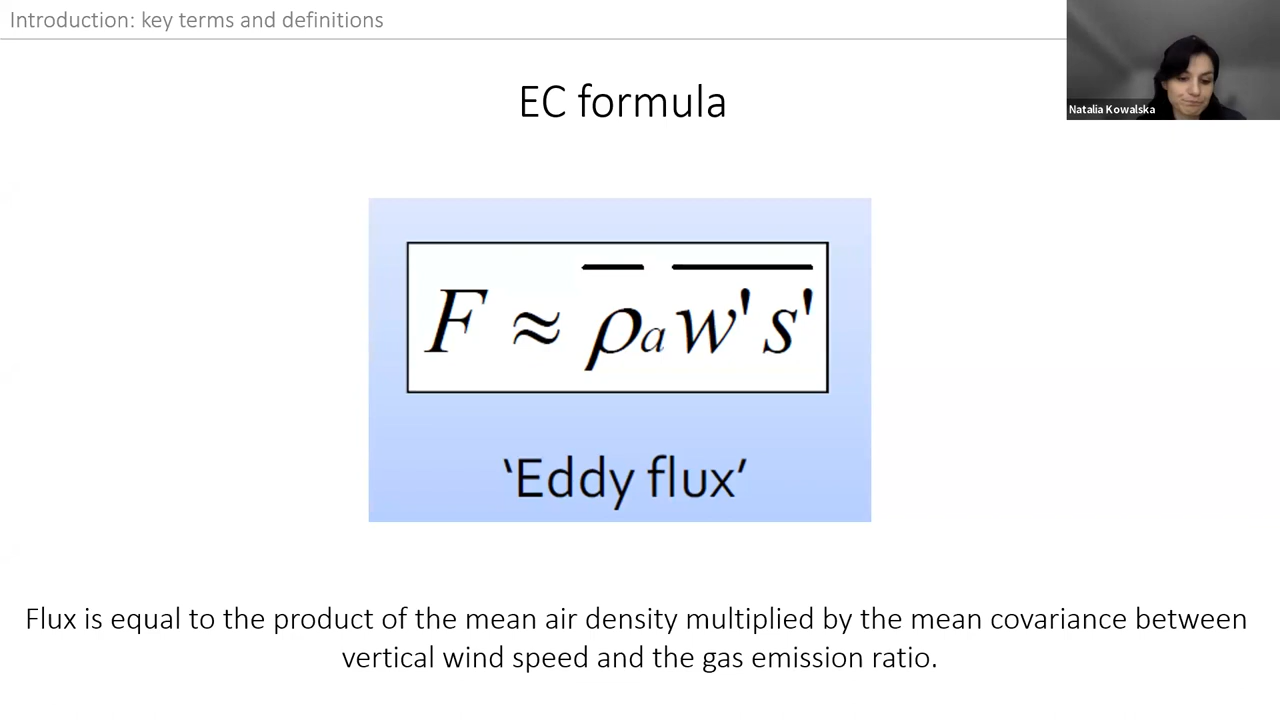 Introduction: key terms and definitions
Natalia Kowalska
EC formula
F ≈ ρ̅a w̅'̅s̅'̅
'Eddy flux'
Flux is equal to the product of the mean air density multiplied by the mean covariance between
vertical wind speed and the gas emission ratio.